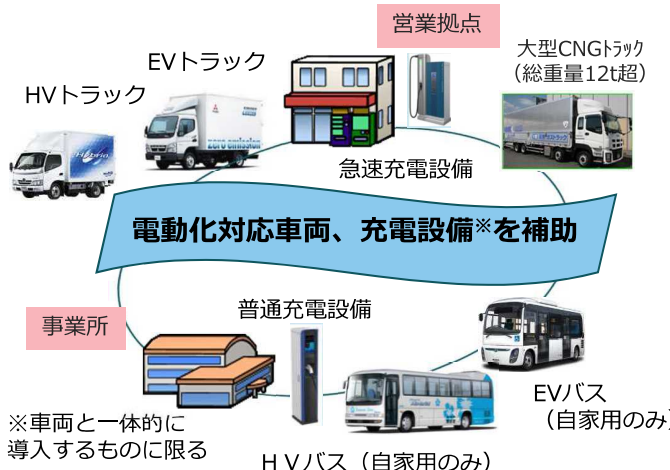 営業拠点
EVトラック
HVトラック
大型CNGトラック
（総重量12t超）
zero emission
急速充電設備
電動化対応車両、充電設備※を補助
普通充電設備
事業所
EVバス
（自家用のみ）
※車両と一体的に
導入するものに限る
ＨＶバス（自家用のみ）